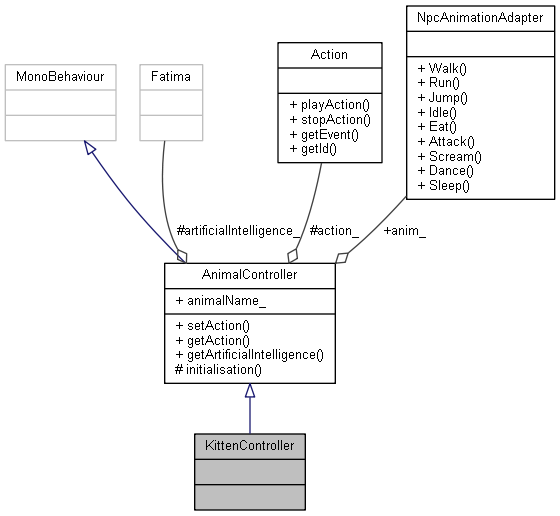 NpcAnimationAdapter
+ Walk()
+ Run()
+ Jump()
+ Idle()
+ Eat()
+ Attack()
+ Scream()
+ Dance()
+ Sleep()
Action
+ playAction()
+ stopAction()
+ getEvent()
+ getId()
MonoBehaviour
Fatima
#artificialIntelligence_
#action_
+anim_
AnimalController
+ animalName_
+ setAction()
+ getAction()
+ getArtificialIntelligence()
# initialisation()
KittenController